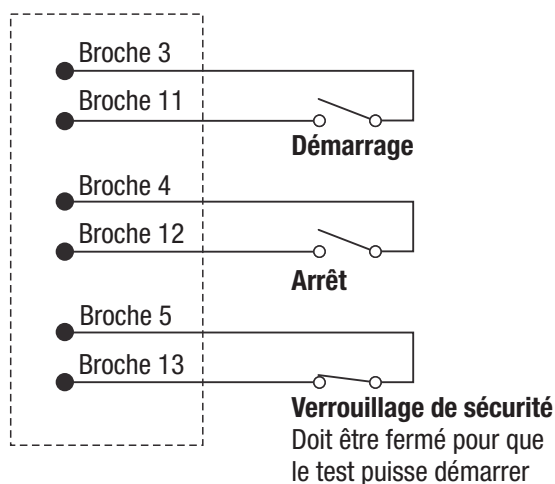 Broche 3
Broche 11
Démarrage
Broche 4
Broche 12
Arrêt
Broche 5
Broche 13
Verrouillage de sécurité
Doit être fermé pour que
le test puisse démarrer